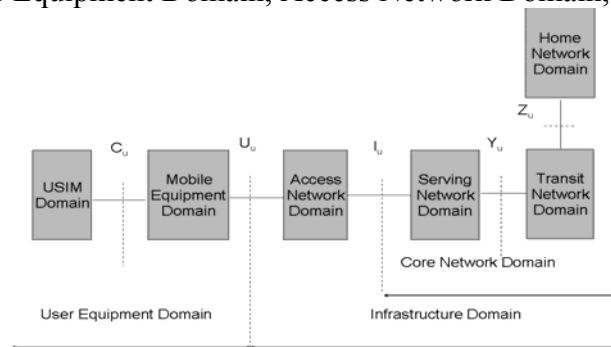 Equipment Domain, Access Network Domain,
Home
Network
Domain
Zu
Cu
Uu
Iu
Yu
USIM
Domain
Mobile
Equipment
Domain
Access
Network
Domain
Serving
Network
Domain
Transit
Network
Domain
Core Network Domain
User Equipment Domain
Infrastructure Domain